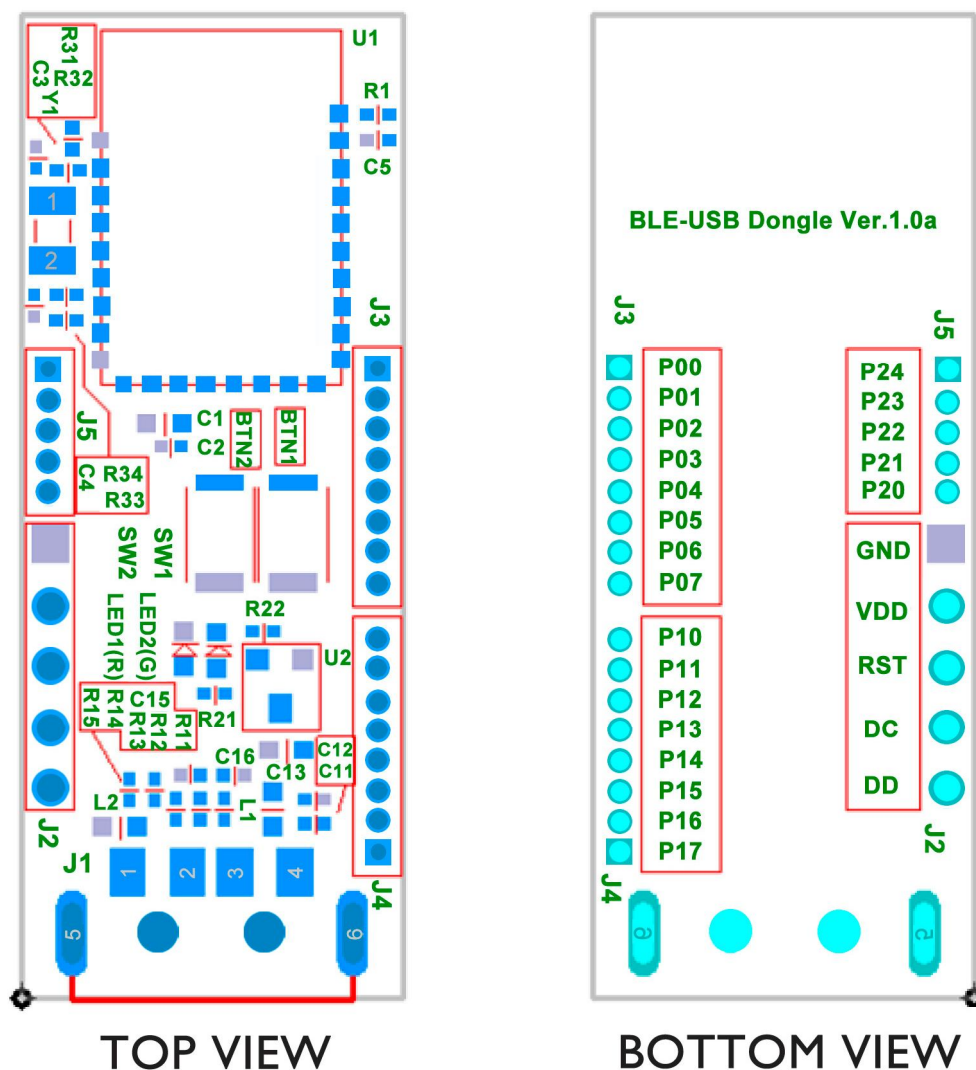 U1
R31
R32
C3
Y1
R1
C5
1
2
J3
J5
C1
C2
BTN2
BTN1
C4
R34
R33
SW2
SW1
LED1(R)
LED2(G)
R22
U2
R15
R14
C15
R13
R12
R11
R21
C16
C13
C12
C11
L2
L1
J2
J1
1
2
3
4
J4
5
6
TOP VIEW
BLE-USB Dongle Ver.1.0a
J3
J5
P00
P01
P02
P03
P04
P05
P06
P07
P24
P23
P22
P21
P20
GND
VDD
RST
DC
DD
P10
P11
P12
P13
P14
P15
P16
P17
J2
J4
6
5
BOTTOM VIEW